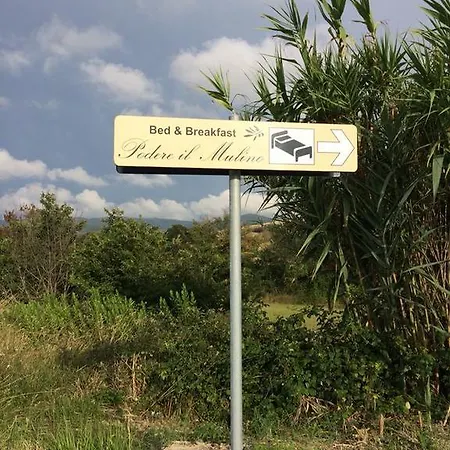 Bed & Breakfast
Podere il Mulino